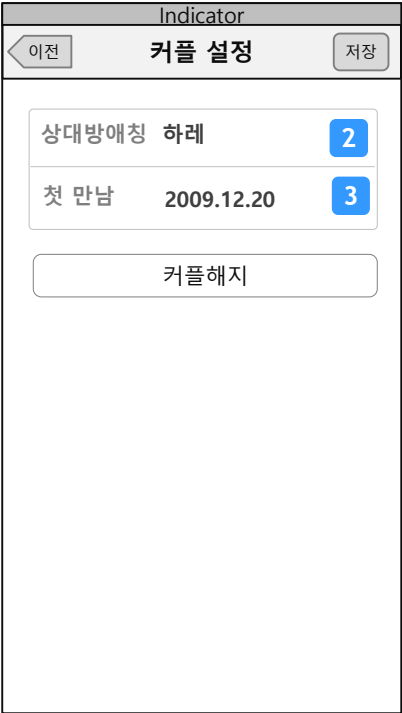 Indicator
이전 커플 설정 저장
상대방애칭 하레 2
첫 만남 2009.12.20 3
커플해지